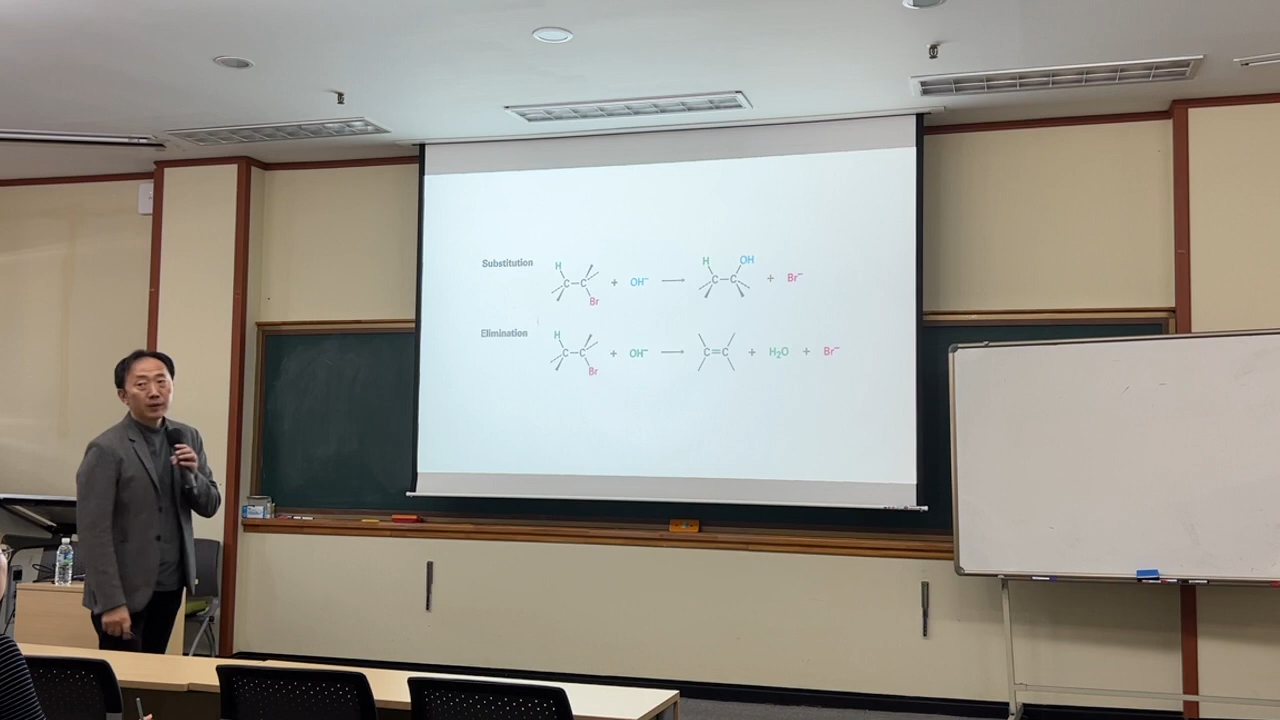 Substitution
H C C Br + OH⁻ → H C C OH + Br⁻
Elimination
H C C Br + OH⁻ → C=C + H₂O + Br⁻